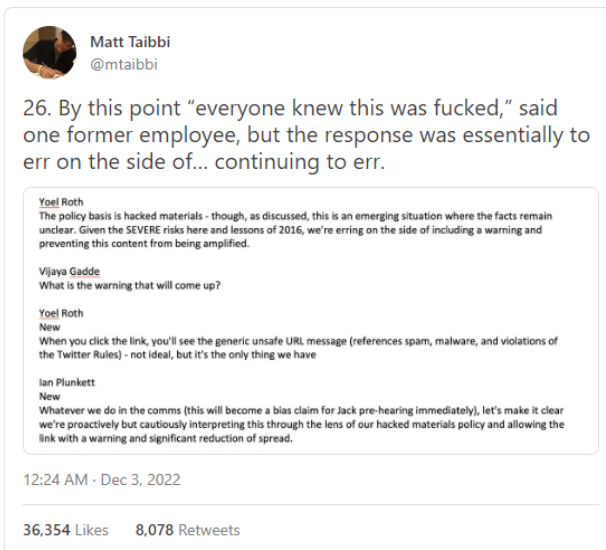 Matt Taibbi
@mtaibbi
26. By this point “everyone knew this was fucked,” said
one former employee, but the response was essentially to
err on the side of... continuing to err.
Yoel Roth
The policy basis is hacked materials - though, as discussed, this is an emerging situation where the facts remain
unclear. Given the SEVERE risks here and lessons of 2016, we're erring on the side of including a warning and
preventing this content from being amplified.
Vijaya Gadde
What is the warning that will come up?
Yoel Roth
New
When you click the link, you'll see the generic unsafe URL message (references spam, malware, and violations of
the Twitter Rules) - not ideal, but it's the only thing we have
Ian Plunkett
New
Whatever we do in the comms (this will become a bias claim for Jack pre-hearing immediately), let's make it clear
we're proactively but cautiously interpreting this through the lens of our hacked materials policy and allowing the
link with a warning and significant reduction of spread.
12:24 AM · Dec 3, 2022
36,354 Likes 8,078 Retweets